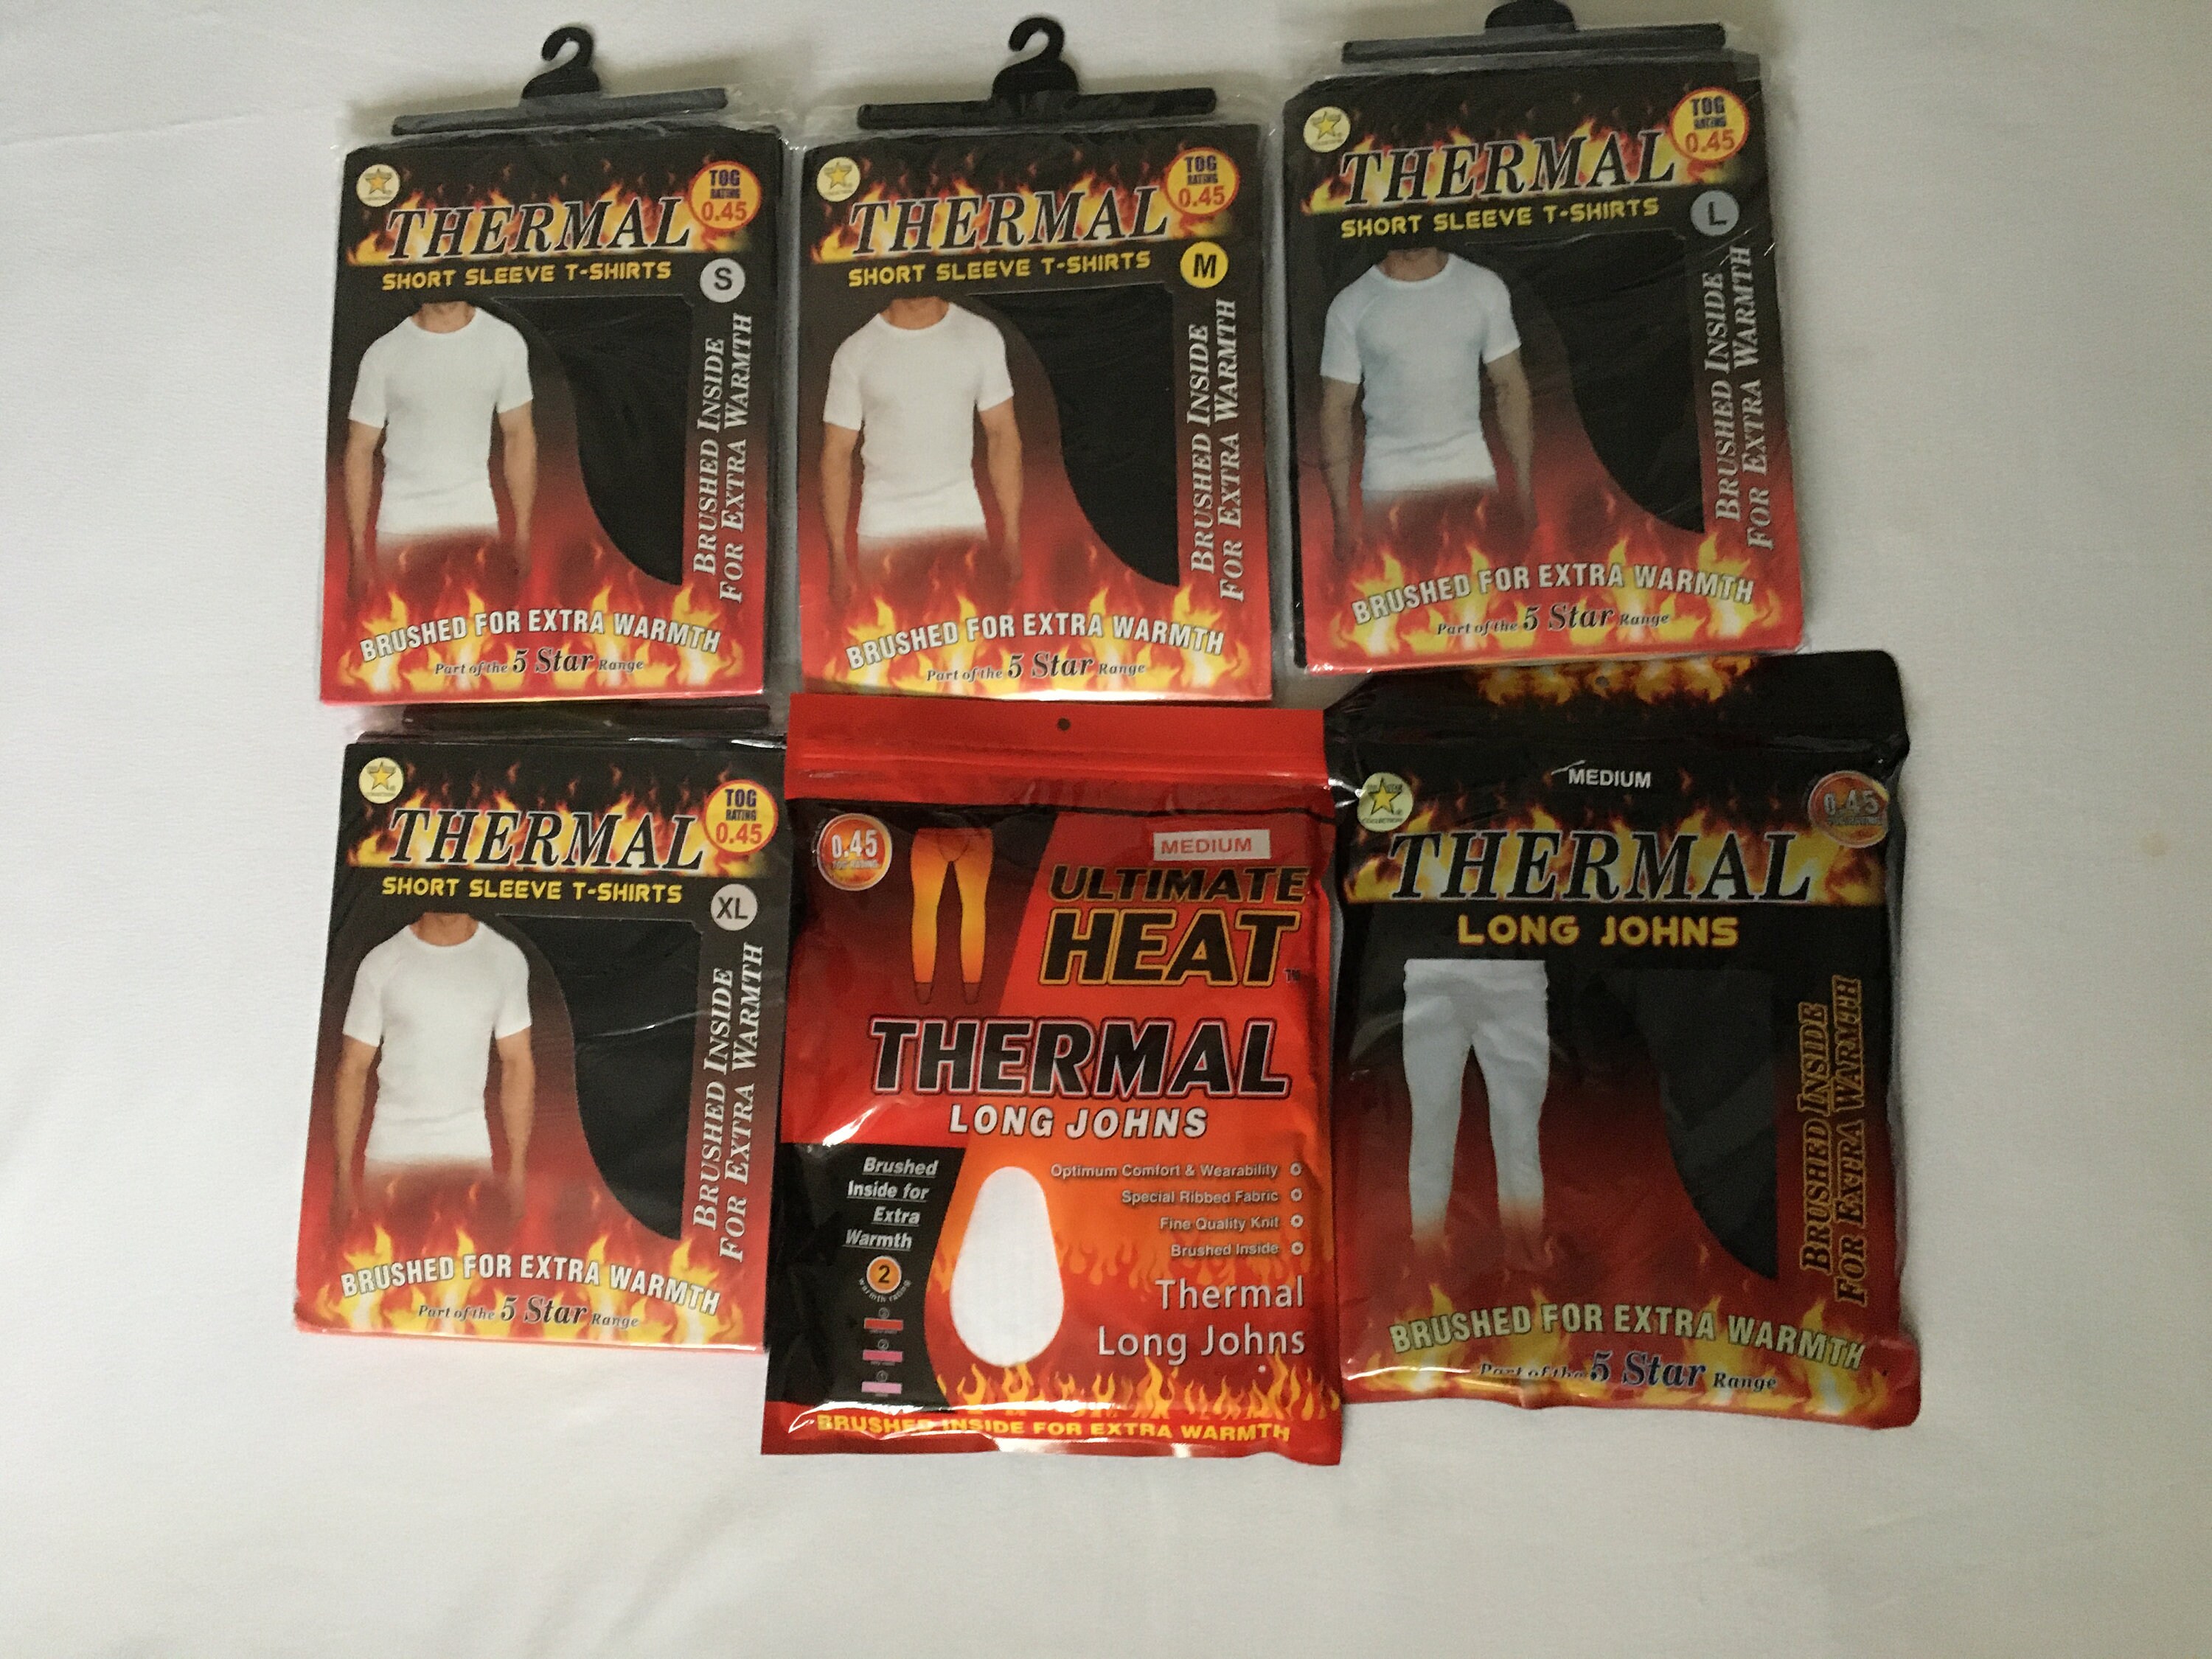 TOG
RATING
0.45
THERMAL
SHORT SLEEVE T-SHIRTS
S
BRUSHED INSIDE
FOR EXTRA WARMTH
BRUSHED FOR EXTRA WARMTH
Part of the 5 Star Range
TOG
RATING
0.45
THERMAL
SHORT SLEEVE T-SHIRTS
M
BRUSHED INSIDE
FOR EXTRA WARMTH
BRUSHED FOR EXTRA WARMTH
Part of the 5 Star Range
TOG
RATING
0.45
THERMAL
SHORT SLEEVE T-SHIRTS
L
BRUSHED INSIDE
FOR EXTRA WARMTH
BRUSHED FOR EXTRA WARMTH
Part of the 5 Star Range
TOG
RATING
0.45
THERMAL
SHORT SLEEVE T-SHIRTS
XL
BRUSHED INSIDE
FOR EXTRA WARMTH
BRUSHED FOR EXTRA WARMTH
Part of the 5 Star Range
0.45
TOG RATING
MEDIUM
ULTIMATE
HEAT
TM
THERMAL
LONG JOHNS
Brushed
Inside for
Extra
Warmth
2
Optimum Comfort & Wearability
Special Ribbed Fabric
Fine Quality Knit
Brushed Inside
Thermal
Long Johns
BRUSHED INSIDE FOR EXTRA WARMTH
MEDIUM
0.45
TOG RATING
THERMAL
LONG JOHNS
BRUSHED INSIDE
FOR EXTRA WARMTH
BRUSHED FOR EXTRA WARMTH
Part of the 5 Star Range